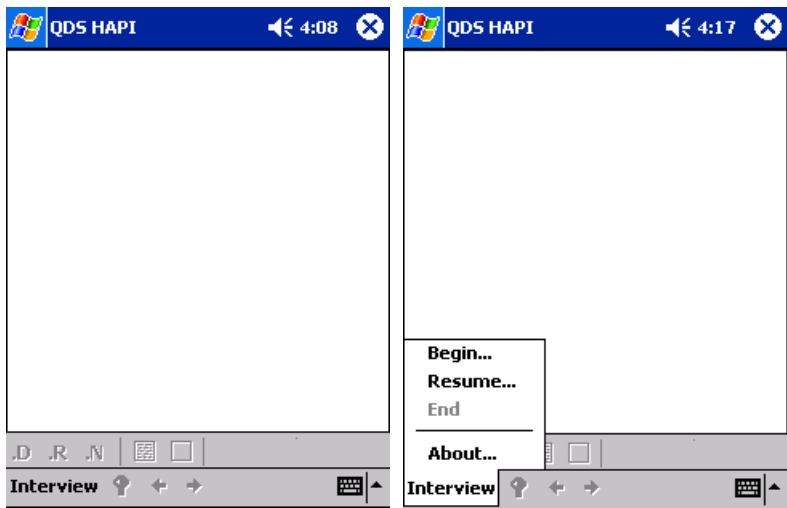 QDS HAPI 4:08
.D .R .N
Interview
QDS HAPI 4:17
Begin...
Resume...
End
About...
Interview